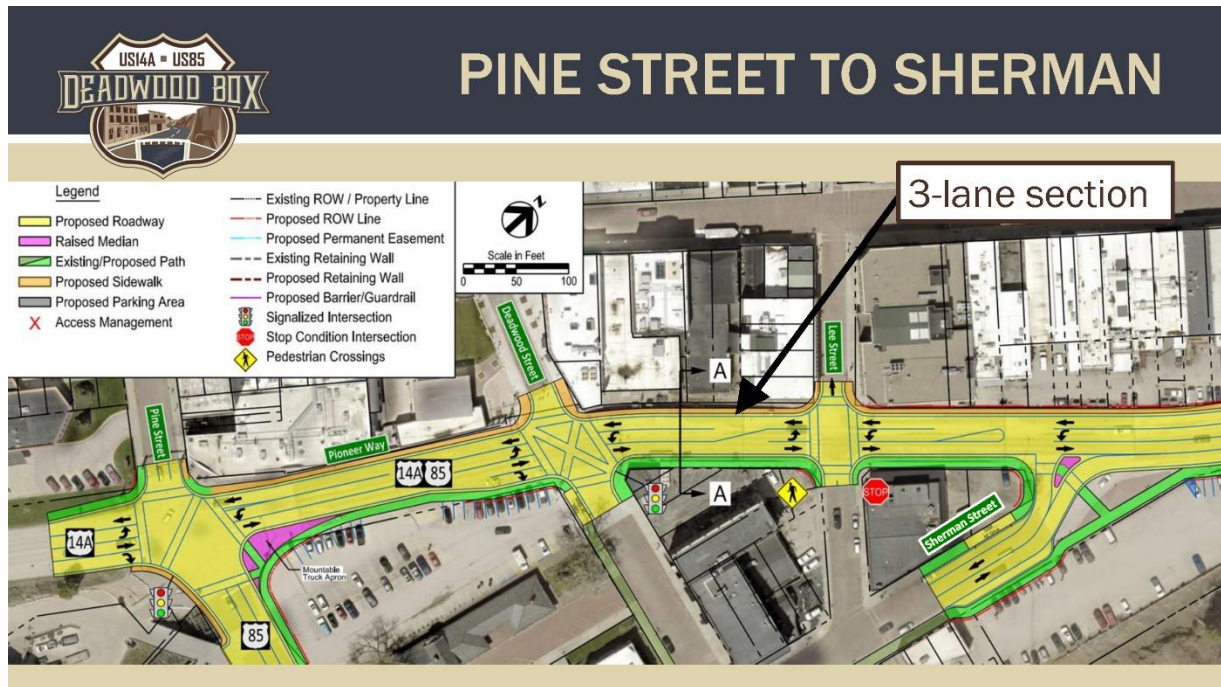 US14A US85
DEADWOOD BOX
PINE STREET TO SHERMAN
3-lane section
Legend
Proposed Roadway
Raised Median
Existing/Proposed Path
Proposed Sidewalk
Proposed Parking Area
X Access Management
Existing ROW / Property Line
Proposed ROW Line
Proposed Permanent Easement
Existing Retaining Wall
Proposed Retaining Wall
Proposed Barrier/Guardrail
Signalized Intersection
STOP Stop Condition Intersection
Pedestrian Crossings
Z
Scale in Feet
0 50 100
Deadwood Street
Lee Street
A
Pine Street
Pioneer Way
14A 85
A
STOP
Sherman Street
14A
Mountable
Truck Apron
85